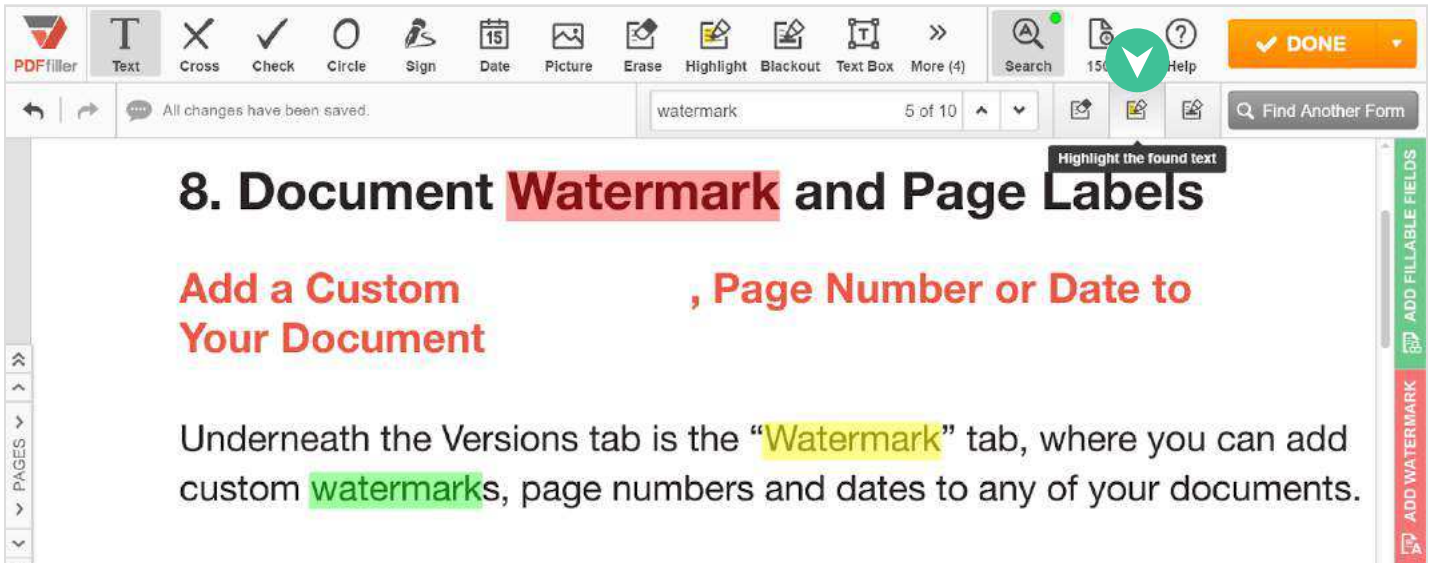 PDFfiller
Text
Cross
Check
Circle
Sign
15
Date
Picture
Erase
Highlight
Blackout
T
Text Box
More (4)
A
Search
Help
DONE
All changes have been saved.
watermark 5 of 10
Find Another Form
Highlight the found text
8. Document Watermark and Page Labels
Add a Custom , Page Number or Date to
Your Document
Underneath the Versions tab is the “Watermark” tab, where you can add
custom watermarks, page numbers and dates to any of your documents.
PAGES
ADD FILLABLE FIELDS
ADD WATERMARK